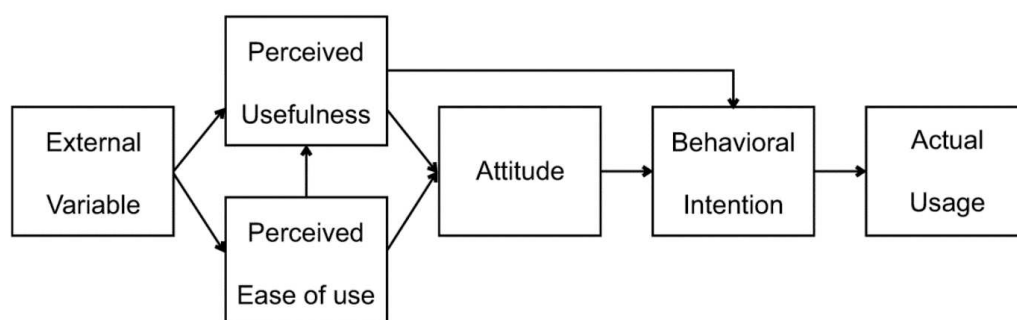 Perceived
Usefulness
External
Variable
Perceived
Ease of use
Attitude
Behavioral
Intention
Actual
Usage